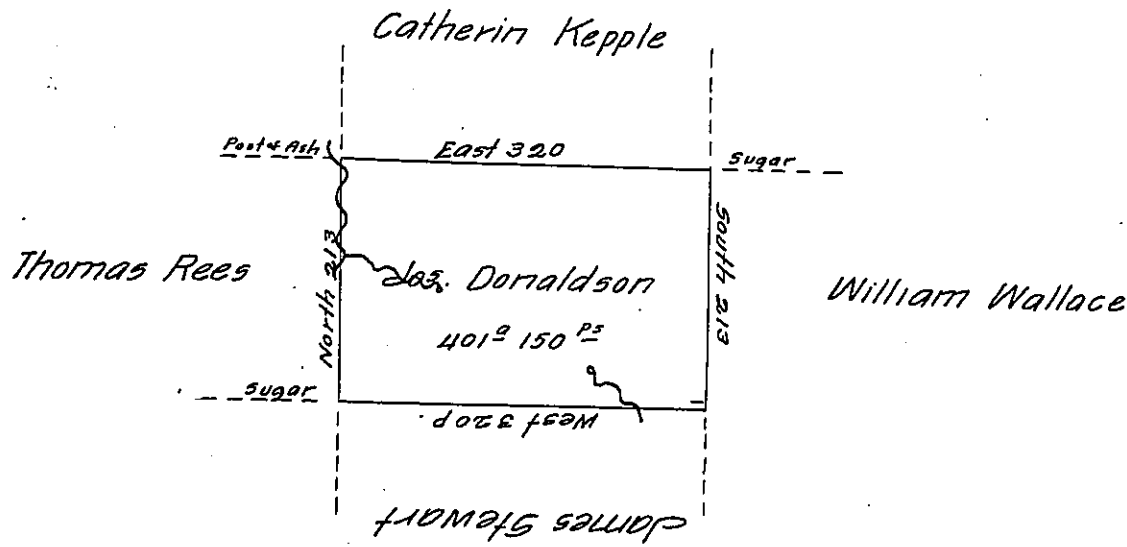 Catherin Kepple
Post & Ash
East 320
Sugar
North 213
South 213
Thomas Rees
Jas. Donaldson
William Wallace
401a 150 ps
Sugar
West 320p.
James Stewart